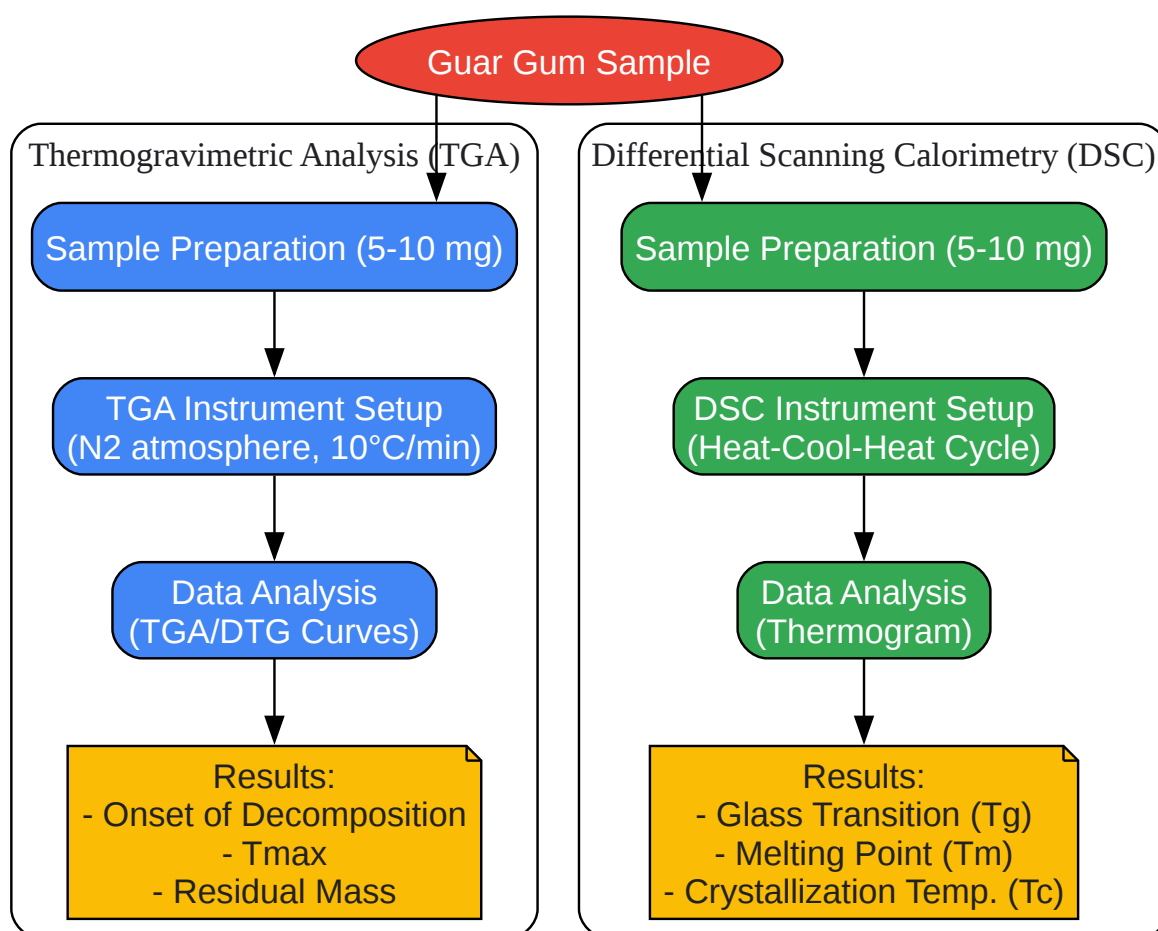 Guar Gum Sample
Thermogravimetric Analysis (TGA)
Sample Preparation (5-10 mg)
TGA Instrument Setup
(N2 atmosphere, 10°C/min)
Data Analysis
(TGA/DTG Curves)
Results:
- Onset of Decomposition
- Tmax
- Residual Mass
Differential Scanning Calorimetry (DSC)
Sample Preparation (5-10 mg)
DSC Instrument Setup
(Heat-Cool-Heat Cycle)
Data Analysis
(Thermogram)
Results:
- Glass Transition (Tg)
- Melting Point (Tm)
- Crystallization Temp. (Tc)